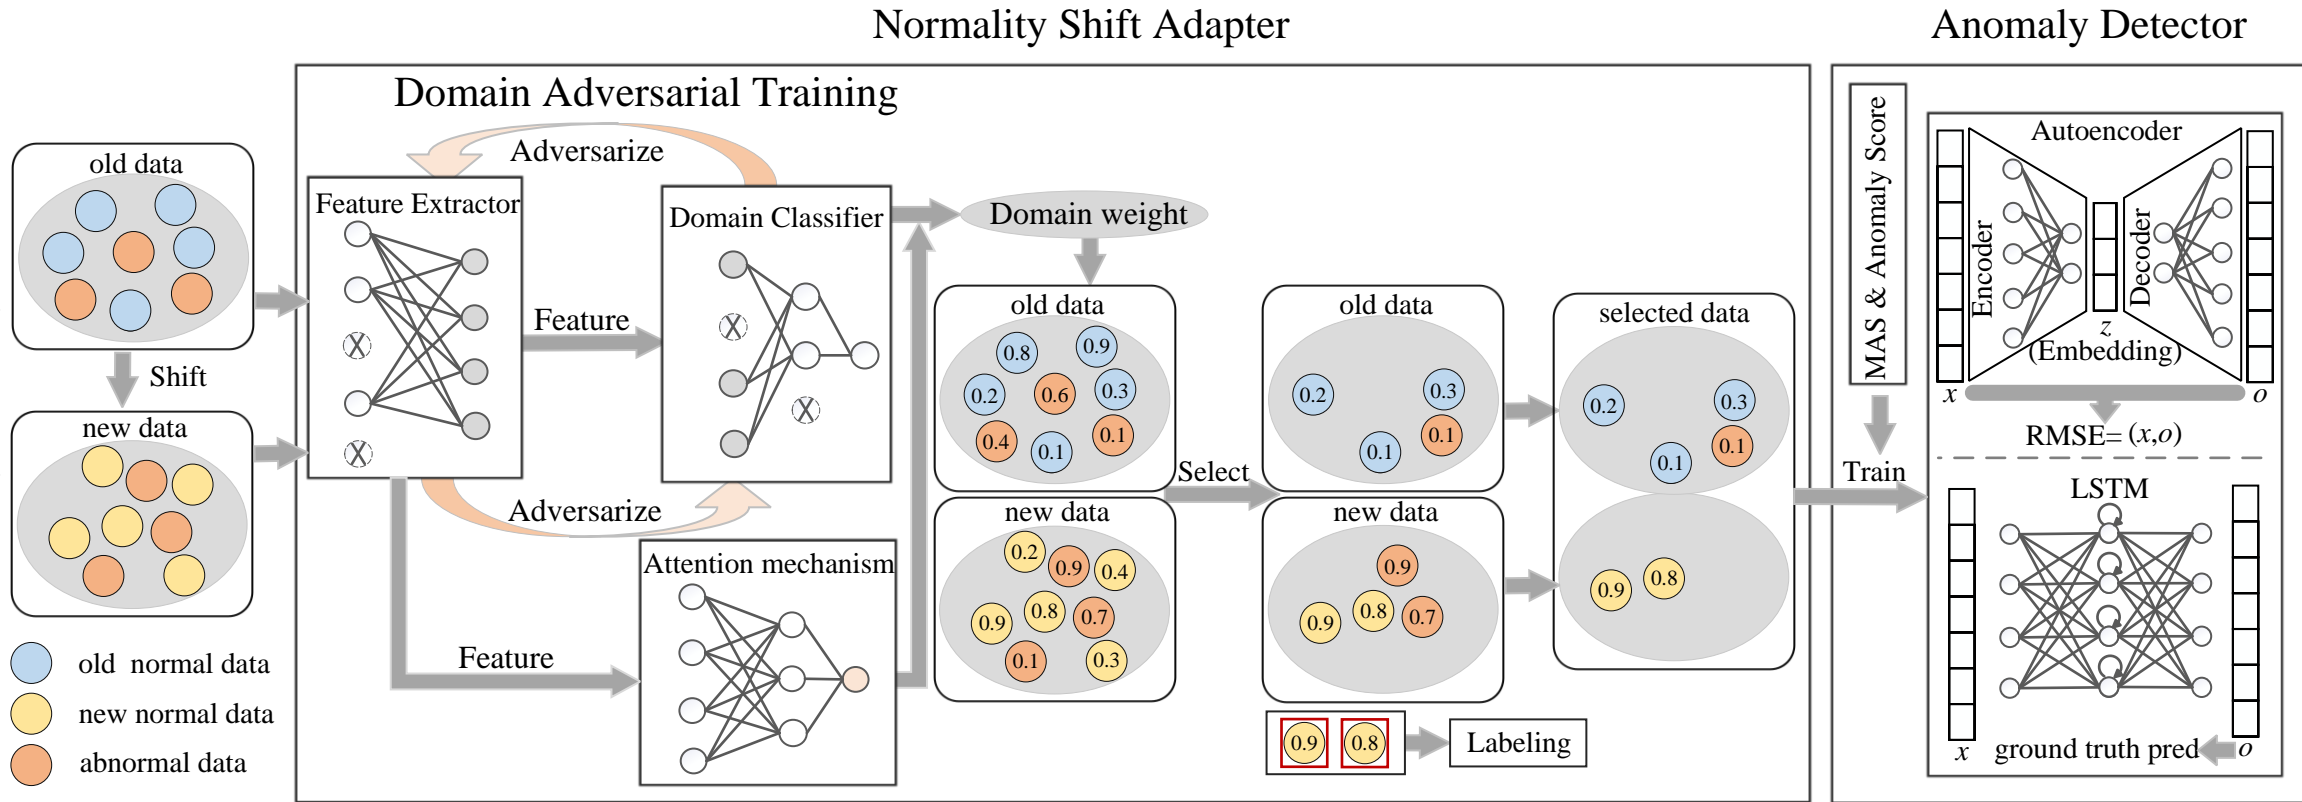 Normality Shift Adapter
Anomaly Detector
Domain Adversarial Training
old data
Shift
new data
old normal data
new normal data
abnormal data
Adversarize
Feature Extractor
X
X
Feature
Domain Classifier
X
X
Adversarize
Feature
Attention mechanism
Domain weight
old data
0.8
0.9
0.2
0.6
0.3
0.4
0.1
0.1
new data
0.2
0.9
0.4
0.9
0.8
0.7
0.1
0.3
Select
old data
0.2
0.3
0.1
0.1
new data
0.9
0.9
0.8
0.7
0.9
0.8
Labeling
selected data
0.2
0.3
0.1
0.1
0.9
0.8
MAS & Anomaly Score
Train
Autoencoder
Encoder
Decoder
z
(Embedding)
x
o
RMSE= (x,o)
LSTM
x
ground truth pred
o